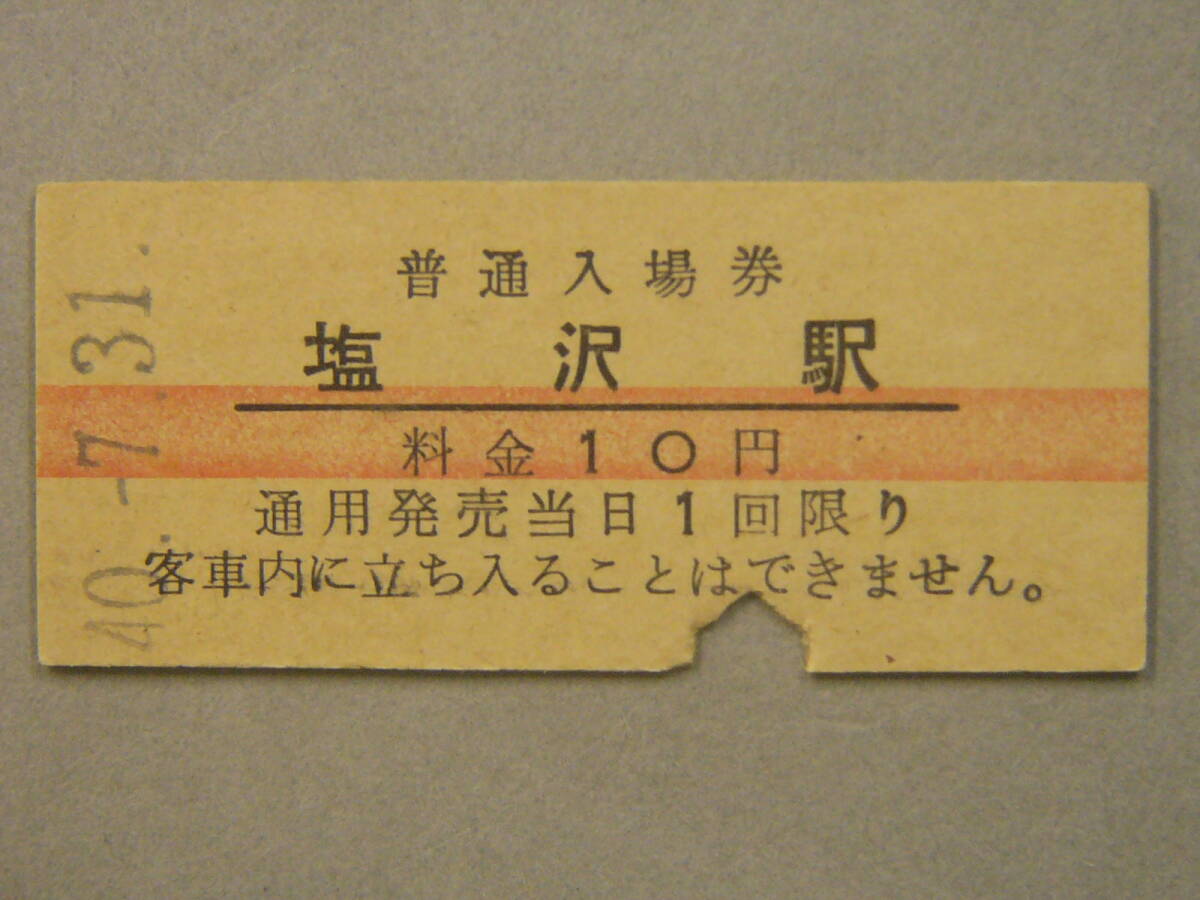 普通入場券
塩沢駅
料金10円
通用発売当日1回限り
客車内に立ち入ることはできません。
40.-7.31.